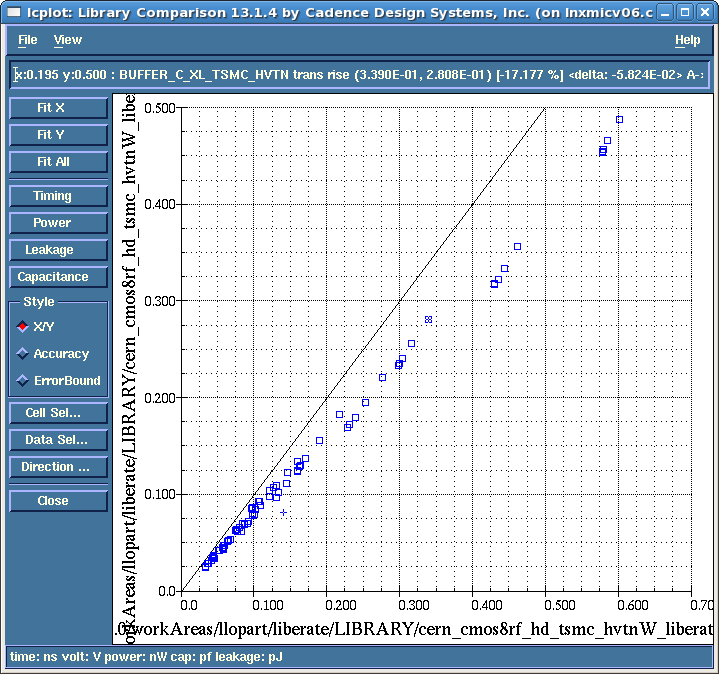 lcplot: Library Comparison 13.1.4 by Cadence Design Systems, Inc. (on lnxmicv06.c
File View Help
x:0.195 y:0.500 : BUFFER_C_XL_TSMC_HVTN trans rise (3.390E-01, 2.808E-01) [-17.177 %] <delta: -5.824E-02> A-:
Fit X
Fit Y
Fit All
Timing
Power
Leakage
Capacitance
Style
X/Y
Accuracy
ErrorBound
Cell Sel...
Data Sel...
Direction ...
Close
orkAreas/llopart/liberate/LIBRARY/cern_cmos8rf_hd_tsmc_hvtnW_libe
0.500
0.400
0.300
0.200
0.100
0.0
0.0 0.100 0.200 0.300 0.400 0.500 0.600 0.70
workAreas/llopart/liberate/LIBRARY/cern_cmos8rf_hd_tsmc_hvtnW_liberat
time: ns volt: V power: nW cap: pf leakage: pJ